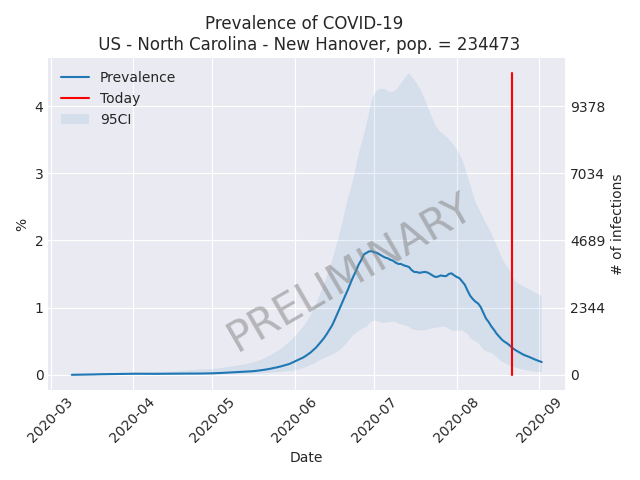 Prevalence of COVID-19
US - North Carolina - New Hanover, pop. = 234473
Prevalence
Today
95CI
4
3
2
1
0
%
9378
7034
4689
2344
0
# of infections
PRELIMINARY
2020-03
2020-04
2020-05
2020-06
2020-07
2020-08
2020-09
Date